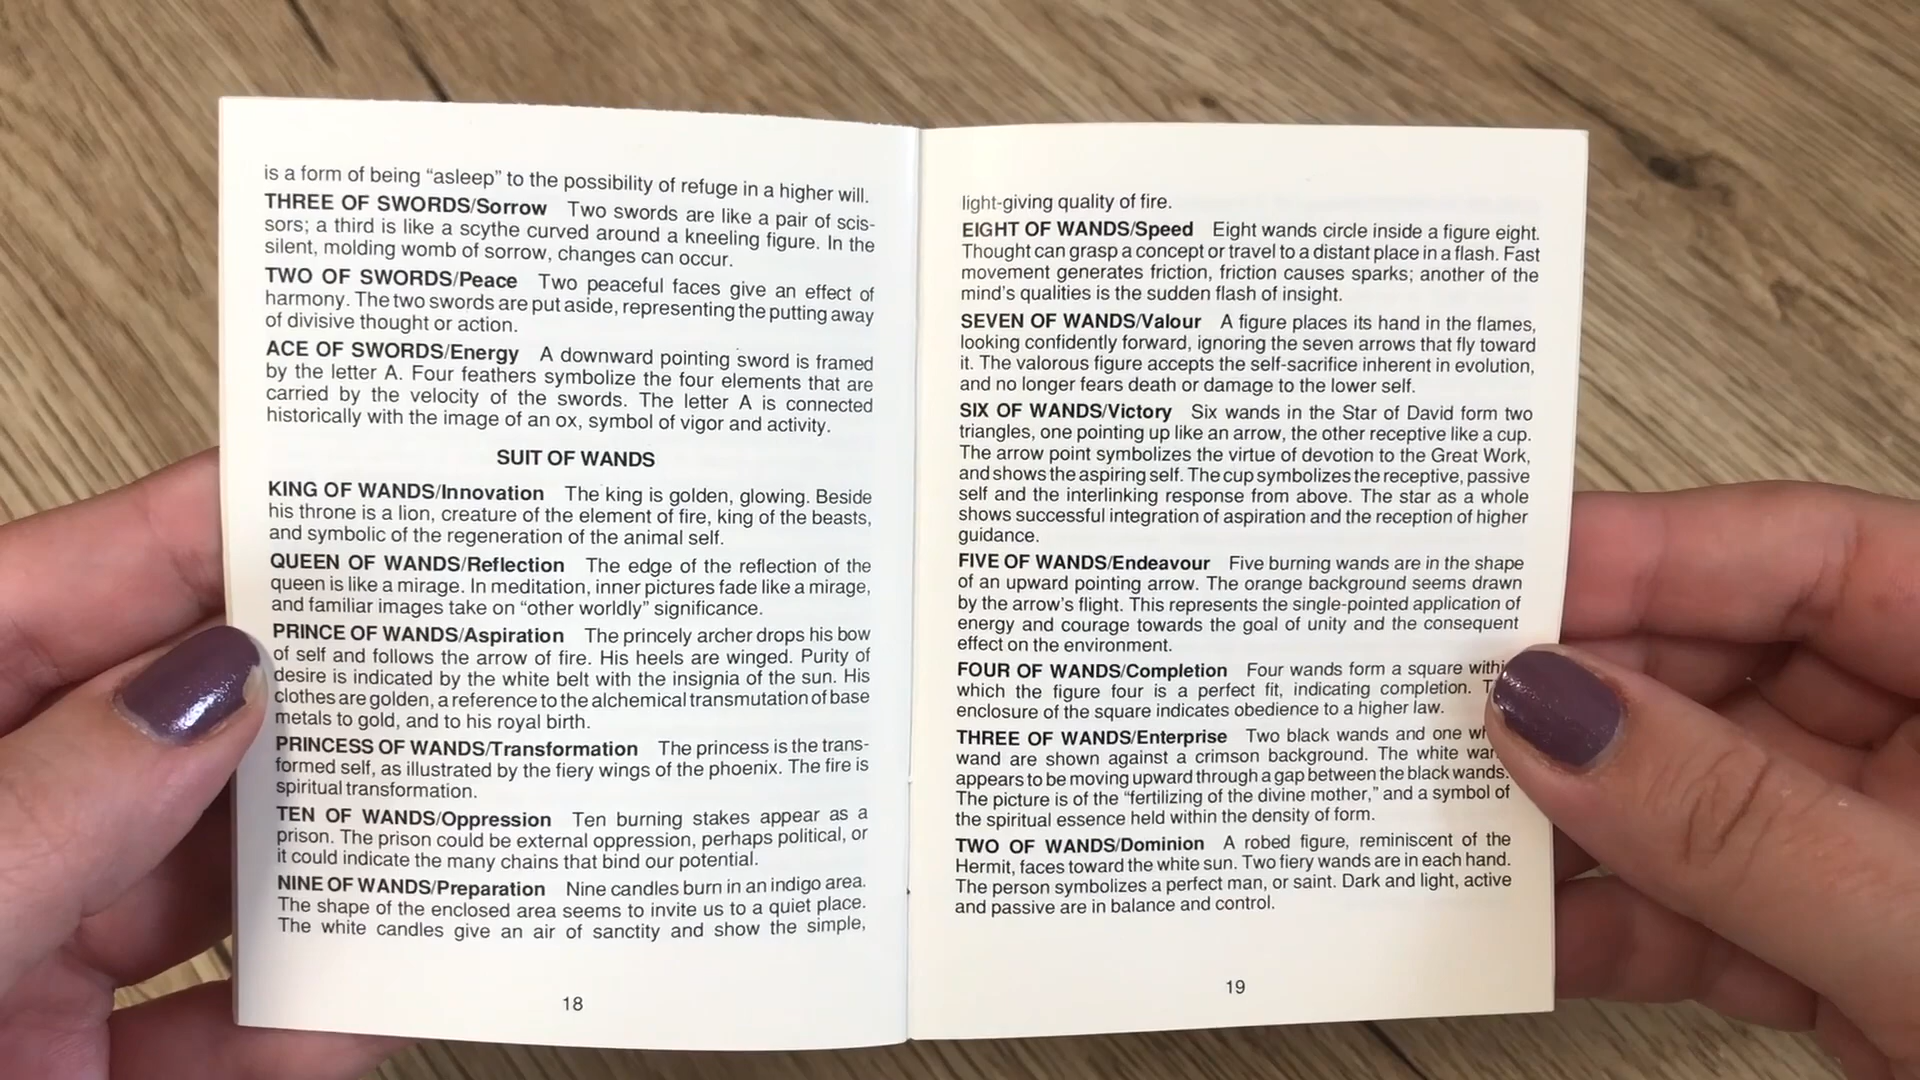 is a form of being “asleep” to the possibility of refuge in a higher will.
THREE OF SWORDS/Sorrow Two swords are like a pair of scis-
sors; a third is like a scythe curved around a kneeling figure. In the
silent, molding womb of sorrow, changes can occur.
TWO OF SWORDS/Peace Two peaceful faces give an effect of
harmony. The two swords are put aside, representing the putting away
of divisive thought or action.
ACE OF SWORDS/Energy A downward pointing sword is framed
by the letter A. Four feathers symbolize the four elements that are
carried by the velocity of the swords. The letter A is connected
historically with the image of an ox, symbol of vigor and activity.
SUIT OF WANDS
KING OF WANDS/Innovation The king is golden, glowing. Beside
his throne is a lion, creature of the element of fire, king of the beasts,
and symbolic of the regeneration of the animal self.
QUEEN OF WANDS/Reflection The edge of the reflection of the
queen is like a mirage. In meditation, inner pictures fade like a mirage,
and familiar images take on “other worldly” significance.
PRINCE OF WANDS/Aspiration The princely archer drops his bow
of self and follows the arrow of fire. His heels are winged. Purity of
desire is indicated by the white belt with the insignia of the sun. His
clothes are golden, a reference to the alchemical transmutation of base
metals to gold, and to his royal birth.
PRINCESS OF WANDS/Transformation The princess is the trans-
formed self, as illustrated by the fiery wings of the phoenix. The fire is
spiritual transformation.
TEN OF WANDS/Oppression Ten burning stakes appear as a
prison. The prison could be external oppression, perhaps political, or
it could indicate the many chains that bind our potential.
NINE OF WANDS/Preparation Nine candles burn in an indigo area.
The shape of the enclosed area seems to invite us to a quiet place.
The white candles give an air of sanctity and show the simple,
18
light-giving quality of fire.
EIGHT OF WANDS/Speed Eight wands circle inside a figure eight.
Thought can grasp a concept or travel to a distant place in a flash. Fast
movement generates friction, friction causes sparks; another of the
mind’s qualities is the sudden flash of insight.
SEVEN OF WANDS/Valour A figure places its hand in the flames,
looking confidently forward, ignoring the seven arrows that fly toward
it. The valorous figure accepts the self-sacrifice inherent in evolution,
and no longer fears death or damage to the lower self.
SIX OF WANDS/Victory Six wands in the Star of David form two
triangles, one pointing up like an arrow, the other receptive like a cup.
The arrow point symbolizes the virtue of devotion to the Great Work,
and shows the aspiring self. The cup symbolizes the receptive, passive
self and the interlinking response from above. The star as a whole
shows successful integration of aspiration and the reception of higher
guidance.
FIVE OF WANDS/Endeavour Five burning wands are in the shape
of an upward pointing arrow. The orange background seems drawn
by the arrow’s flight. This represents the single-pointed application of
energy and courage towards the goal of unity and the consequent
effect on the environment.
FOUR OF WANDS/Completion Four wands form a square
which the figure four is a perfect fit, indicating completion.
enclosure of the square indicates obedience to a higher law.
THREE OF WANDS/Enterprise Two black wands and one
wand are shown against a crimson background. The white
appears to be moving upward through a gap between the black wands.
The picture is of the “fertilizing of the divine mother,” and a symbol of
the spiritual essence held within the density of form.
TWO OF WANDS/Dominion A robed figure, reminiscent of the
Hermit, faces toward the white sun. Two fiery wands are in each hand.
The person symbolizes a perfect man, or saint. Dark and light, active
and passive are in balance and control.
19